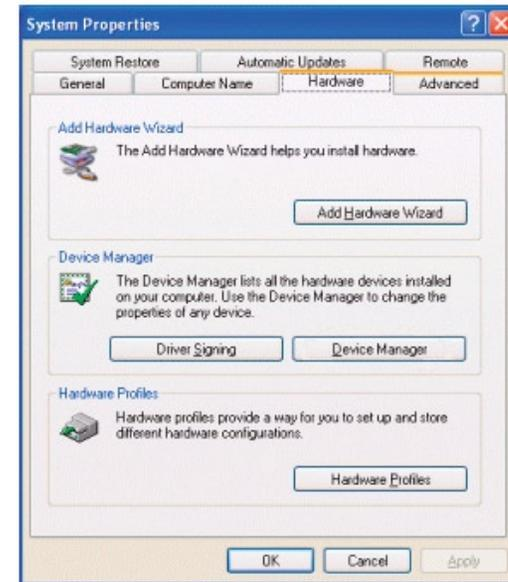 System Properties
System Restore Automatic Updates Remote
General Computer Name Hardware Advanced
Add Hardware Wizard
The Add Hardware Wizard helps you install hardware.
Add Hardware Wizard
Device Manager
The Device Manager lists all the hardware devices installed
on your computer. Use the Device Manager to change the
properties of any device.
Driver Signing Device Manager
Hardware Profiles
Hardware profiles provide a way for you to set up and store
different hardware configurations.
Hardware Profiles
OK Cancel Apply